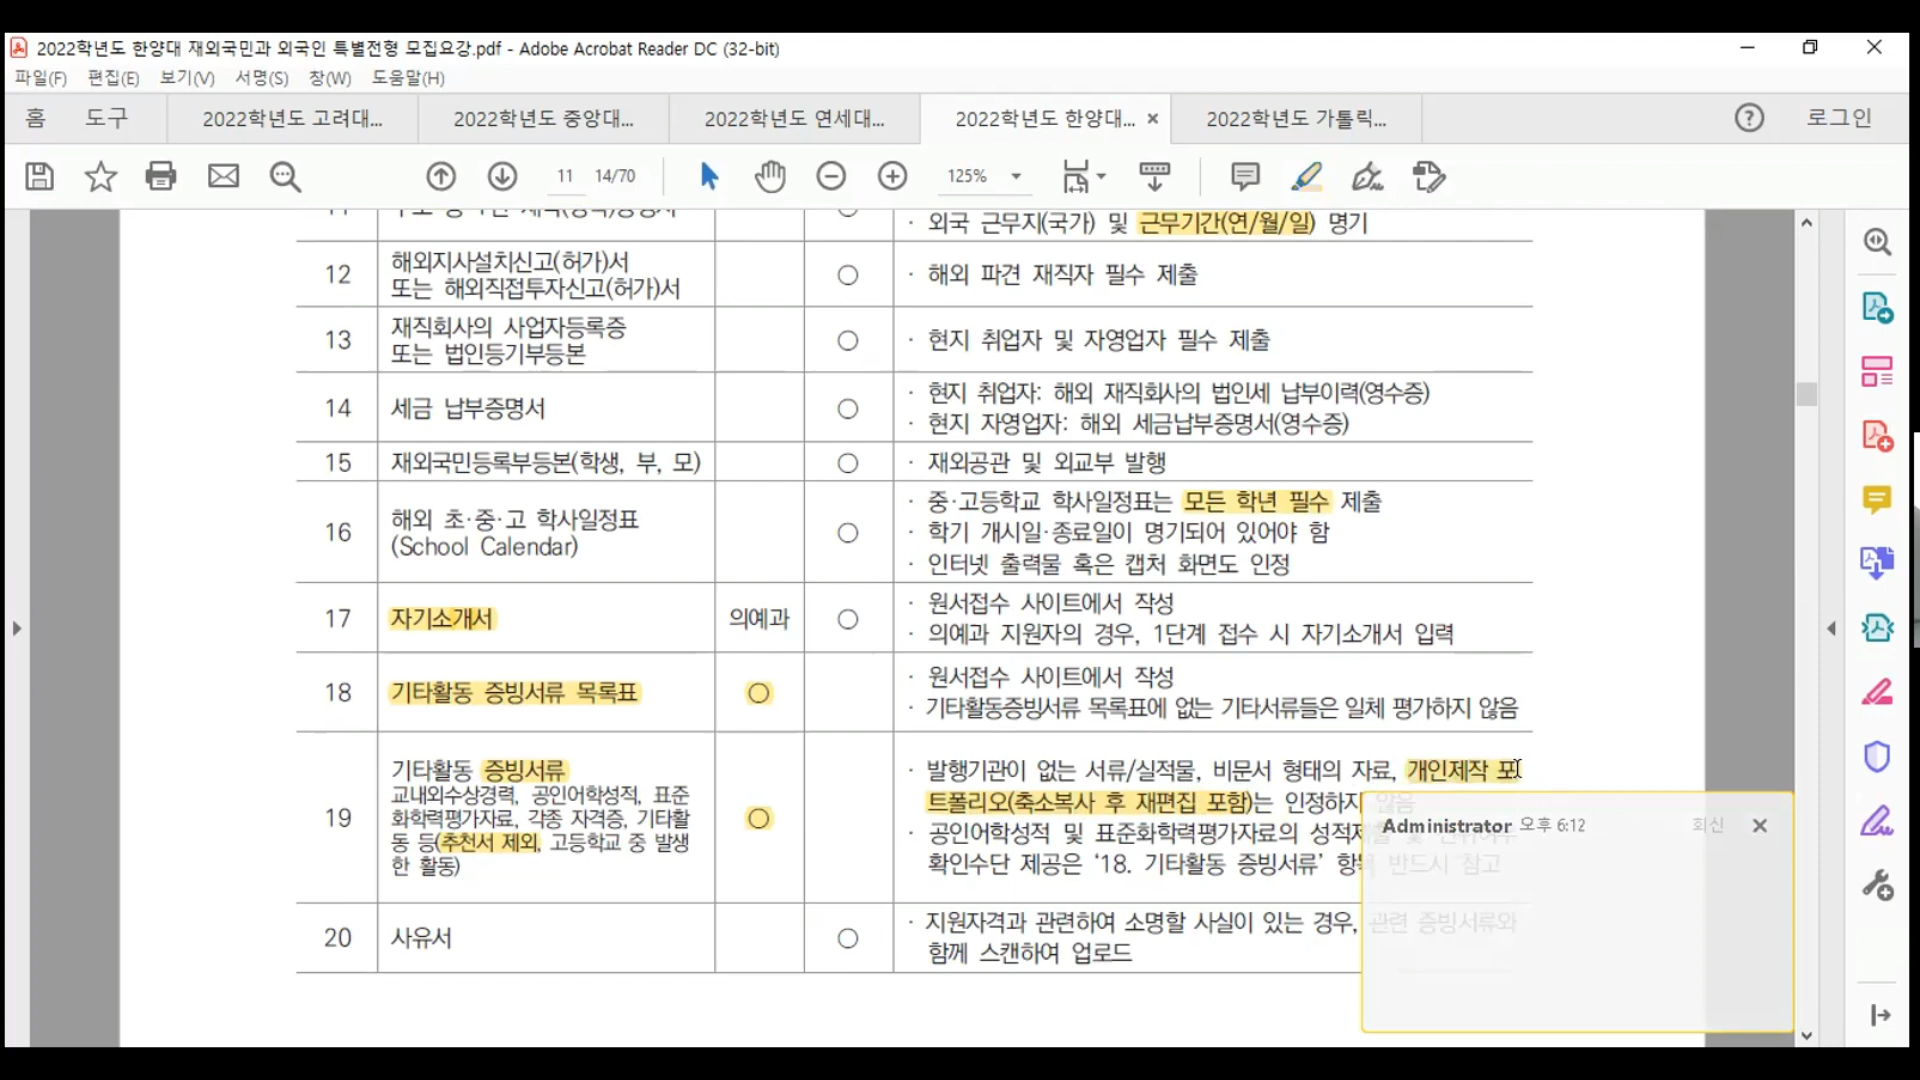 2022학년도 한양대 재외국민과 외국인 특별전형 모집요강.pdf - Adobe Acrobat Reader DC (32-bit)
파일(F) 편집(E) 보기(V) 서명(S) 창(W) 도움말(H)
홈 도구 2022학년도 고려대... 2022학년도 중앙대... 2022학년도 연세대... 2022학년도 한양대... × 2022학년도 가톨릭... ? 로그인
11 14/70 125%
· 외국 근무지(국가) 및 근무기간(연/월/일) 명기
12 해외지사설치신고(허가)서
또는 해외직접투자신고(허가)서 ○ · 해외 파견 재직자 필수 제출
13 재직회사의 사업자등록증
또는 법인등기부등본 ○ · 현지 취업자 및 자영업자 필수 제출
14 세금 납부증명서 ○ · 현지 취업자: 해외 재직회사의 법인세 납부이력(영수증)
· 현지 자영업자: 해외 세금납부증명서(영수증)
15 재외국민등록부등본(학생, 부, 모) ○ · 재외공관 및 외교부 발행
16 해외 초·중·고 학사일정표
(School Calendar) ○ · 중·고등학교 학사일정표는 모든 학년 필수 제출
· 학기 개시일·종료일이 명기되어 있어야 함
· 인터넷 출력물 혹은 캡처 화면도 인정
17 자기소개서 의예과 ○ · 원서접수 사이트에서 작성
· 의예과 지원자의 경우, 1단계 접수 시 자기소개서 입력
18 기타활동 증빙서류 목록표 ○ · 원서접수 사이트에서 작성
· 기타활동증빙서류 목록표에 없는 기타서류들은 일체 평가하지 않음
19 기타활동 증빙서류
교내외수상경력, 공인어학성적, 표준
화학력평가자료, 각종 자격증, 기타활
동 등(추천서 제외, 고등학교 중 발생
한 활동) ○ · 발행기관이 없는 서류/실적물, 비문서 형태의 자료, 개인제작 포
트폴리오(축소복사 후 재편집 포함)는 인정하지 않음
· 공인어학성적 및 표준화학력평가자료의 성적제
확인수단 제공은 '18. 기타활동 증빙서류' 항목 반드시 참고
20 사유서 ○ · 지원자격과 관련하여 소명할 사실이 있는 경우, 관련 증빙서류와
함께 스캔하여 업로드
Administrator 오후 6:12 회신